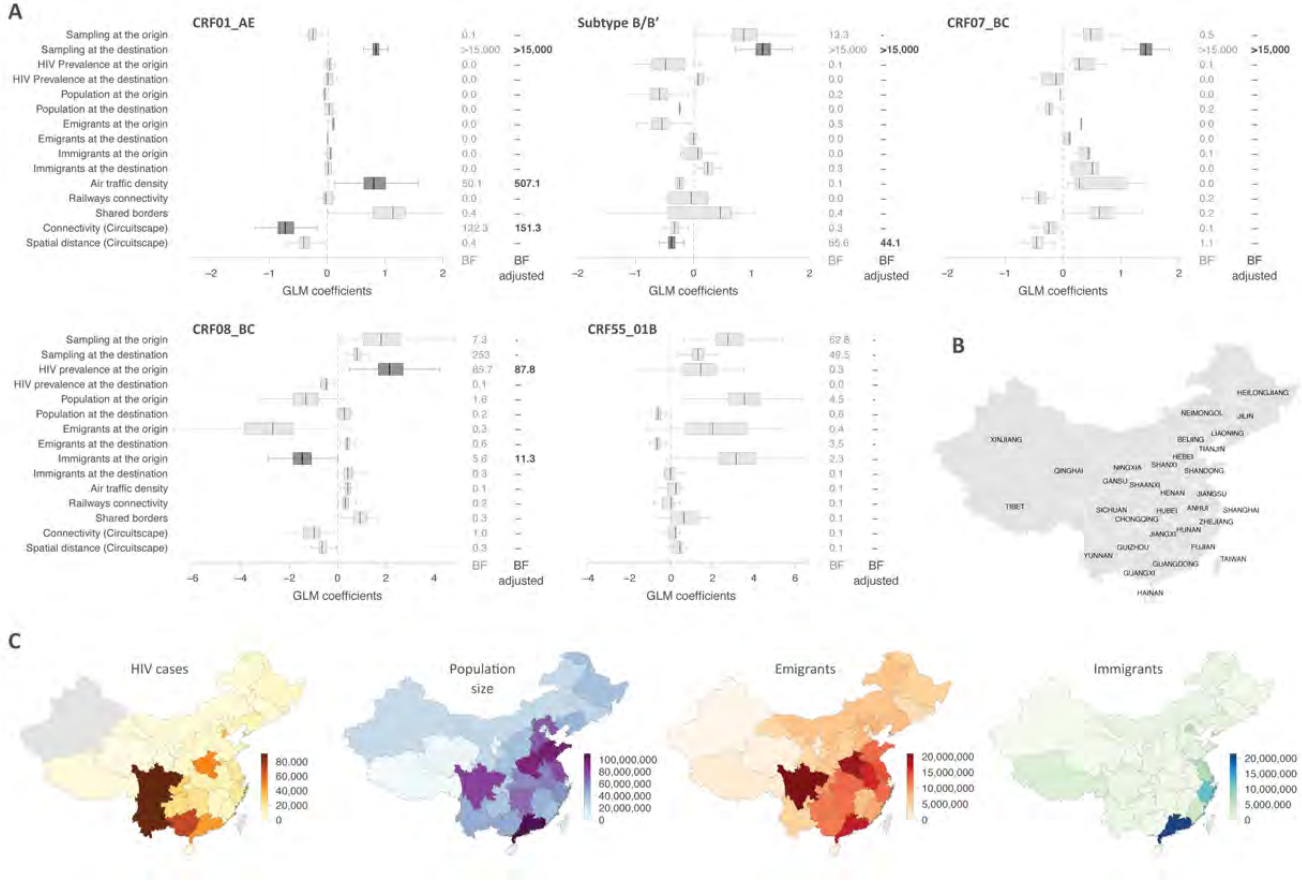 A
CRF01_AE
Subtype B/B’
CRF07_BC
Sampling at the origin 0.1 – 12.3 - 0.5 -
Sampling at the destination >15,000 >15,000 >15,000 >15,000 >15,000 >15,000
HIV Prevalence at the origin 0.0 – 0.1 – 0.1 –
HIV Prevalence at the destination 0.0 – 0.0 – 0.0 –
Population at the origin 0.0 – 0.2 – 0.0 –
Population at the destination 0.0 – 0.0 – 0.2 –
Emigrants at the origin 0.0 – 0.5 – 0.0 –
Emigrants at the destination 0.0 – 0.0 – 0.0 –
Immigrants at the origin 0.0 – 0.0 – 0.1 –
Immigrants at the destination 0.0 – 0.3 – 0.0 –
Air traffic density 50.1 507.1 0.1 – 0.0 –
Railways connectivity 0.0 – 0.0 – 0.2 –
Shared borders 0.4 – 0.4 – 0.2 –
Connectivity (Circuitscape) 151.3 0.3 – 0.1 –
Spatial distance (Circuitscape) 0.4 – 44.1 1.1 –
−2 −1 0 1 2 BF BF adjusted
−2 −1 0 1 2 BF BF adjusted
−2 −1 0 1 2 BF BF adjusted
GLM coefficients
GLM coefficients
GLM coefficients
CRF08_BC
CRF55_01B
Sampling at the origin 7.3 - 62.8 -
Sampling at the destination 253 – 49.5 –
HIV prevalence at the origin 87.8 0.3 –
HIV prevalence at the destination 0.1 – 0.0 –
Population at the origin 1.6 – 4.5 -
Population at the destination 0.2 – 0.6 –
Emigrants at the origin 0.3 – 0.4 –
Emigrants at the destination 0.6 – 3.5 –
Immigrants at the origin 5.6 11.3 2.3 –
Immigrants at the destination 0.3 – 0.1 –
Air traffic density 0.1 – 0.1 –
Railways connectivity 0.2 – 0.1 –
Shared borders 0.3 – 0.1 –
Connectivity (Circuitscape) 1.0 – 0.1 –
Spatial distance (Circuitscape) 0.3 – 0.1 –
−6 −4 −2 0 2 4 BF BF adjusted
−4 −2 0 2 4 6 BF BF adjusted
GLM coefficients
GLM coefficients
B
HEILONGJIANG
NEIMONGOL
JILIN
LIAONING
XINJIANG
BEIJING
TIANJIN
HEBEI
NINGXIA
SHANXI
QINGHAI
SHANDONG
GANSU
SHAANXI
HENAN
JIANGSU
TIBET
SICHUAN
HUBEI
ANHUI
SHANGHAI
CHONGQING
ZHEJIANG
HUNAN
JIANGXI
GUIZHOU
FUJIAN
YUNNAN
TAIWAN
GUANGDONG
GUANGXI
HAINAN
C
HIV cases
80,000
60,000
40,000
20,000
0
Population
size
100,000,000
80,000,000
60,000,000
40,000,000
20,000,000
0
Emigrants
20,000,000
15,000,000
10,000,000
5,000,000
0
Immigrants
20,000,000
15,000,000
10,000,000
5,000,000
0